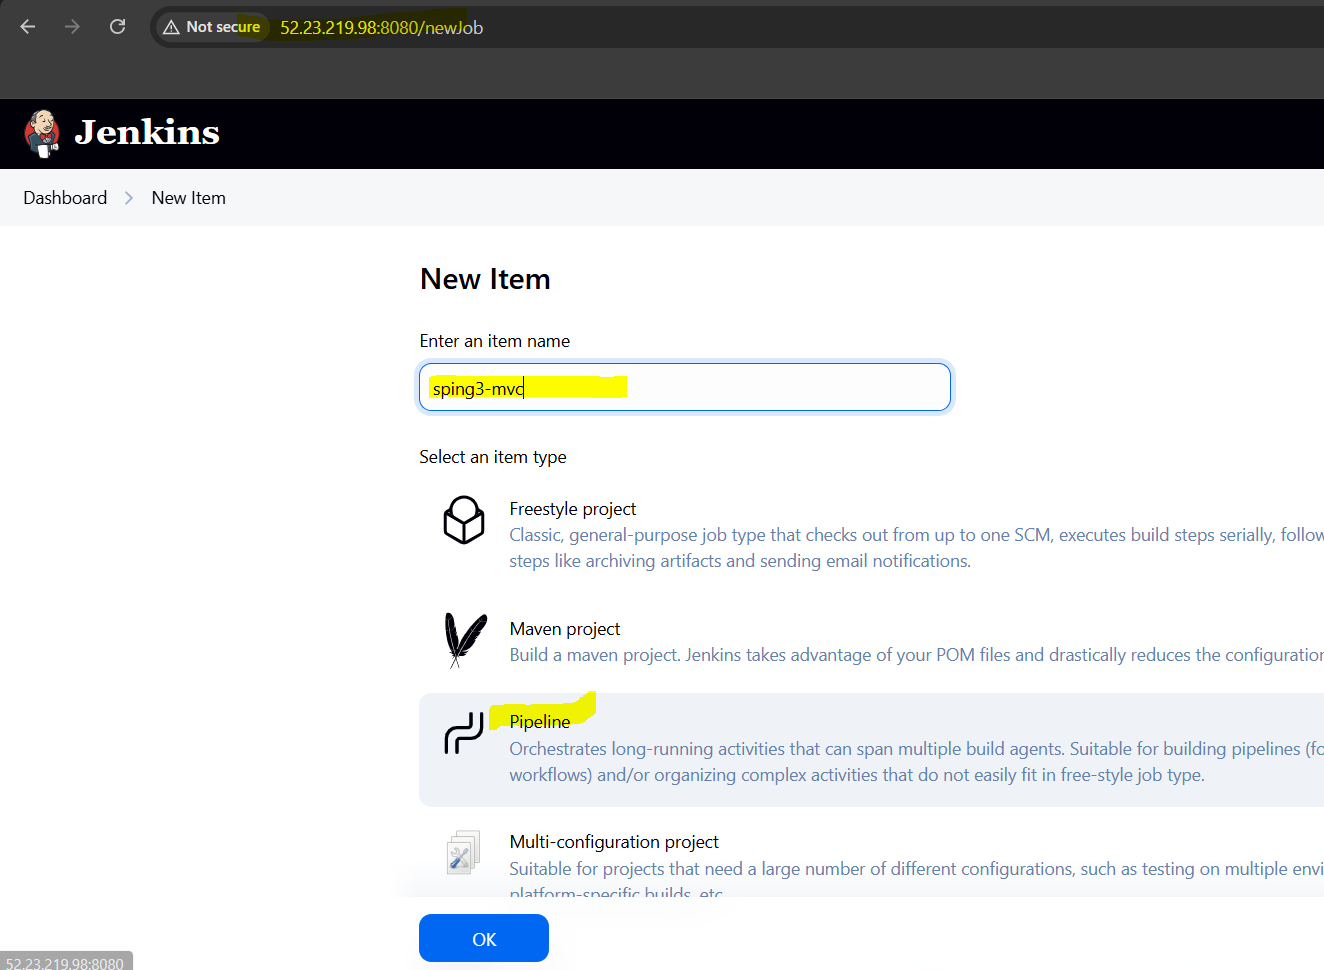 Not secure 52.23.219.98:8080/newJob
Jenkins
Dashboard New Item
New Item
Enter an item name
sping3-mvc
Select an item type
Freestyle project
Classic, general-purpose job type that checks out from up to one SCM, executes build steps serially, follow
steps like archiving artifacts and sending email notifications.
Maven project
Build a maven project. Jenkins takes advantage of your POM files and drastically reduces the configuration
Pipeline
Orchestrates long-running activities that can span multiple build agents. Suitable for building pipelines (fo
workflows) and/or organizing complex activities that do not easily fit in free-style job type.
Multi-configuration project
Suitable for projects that need a large number of different configurations, such as testing on multiple envi
platform-specific builds, etc.
OK
52.23.219.98:8080